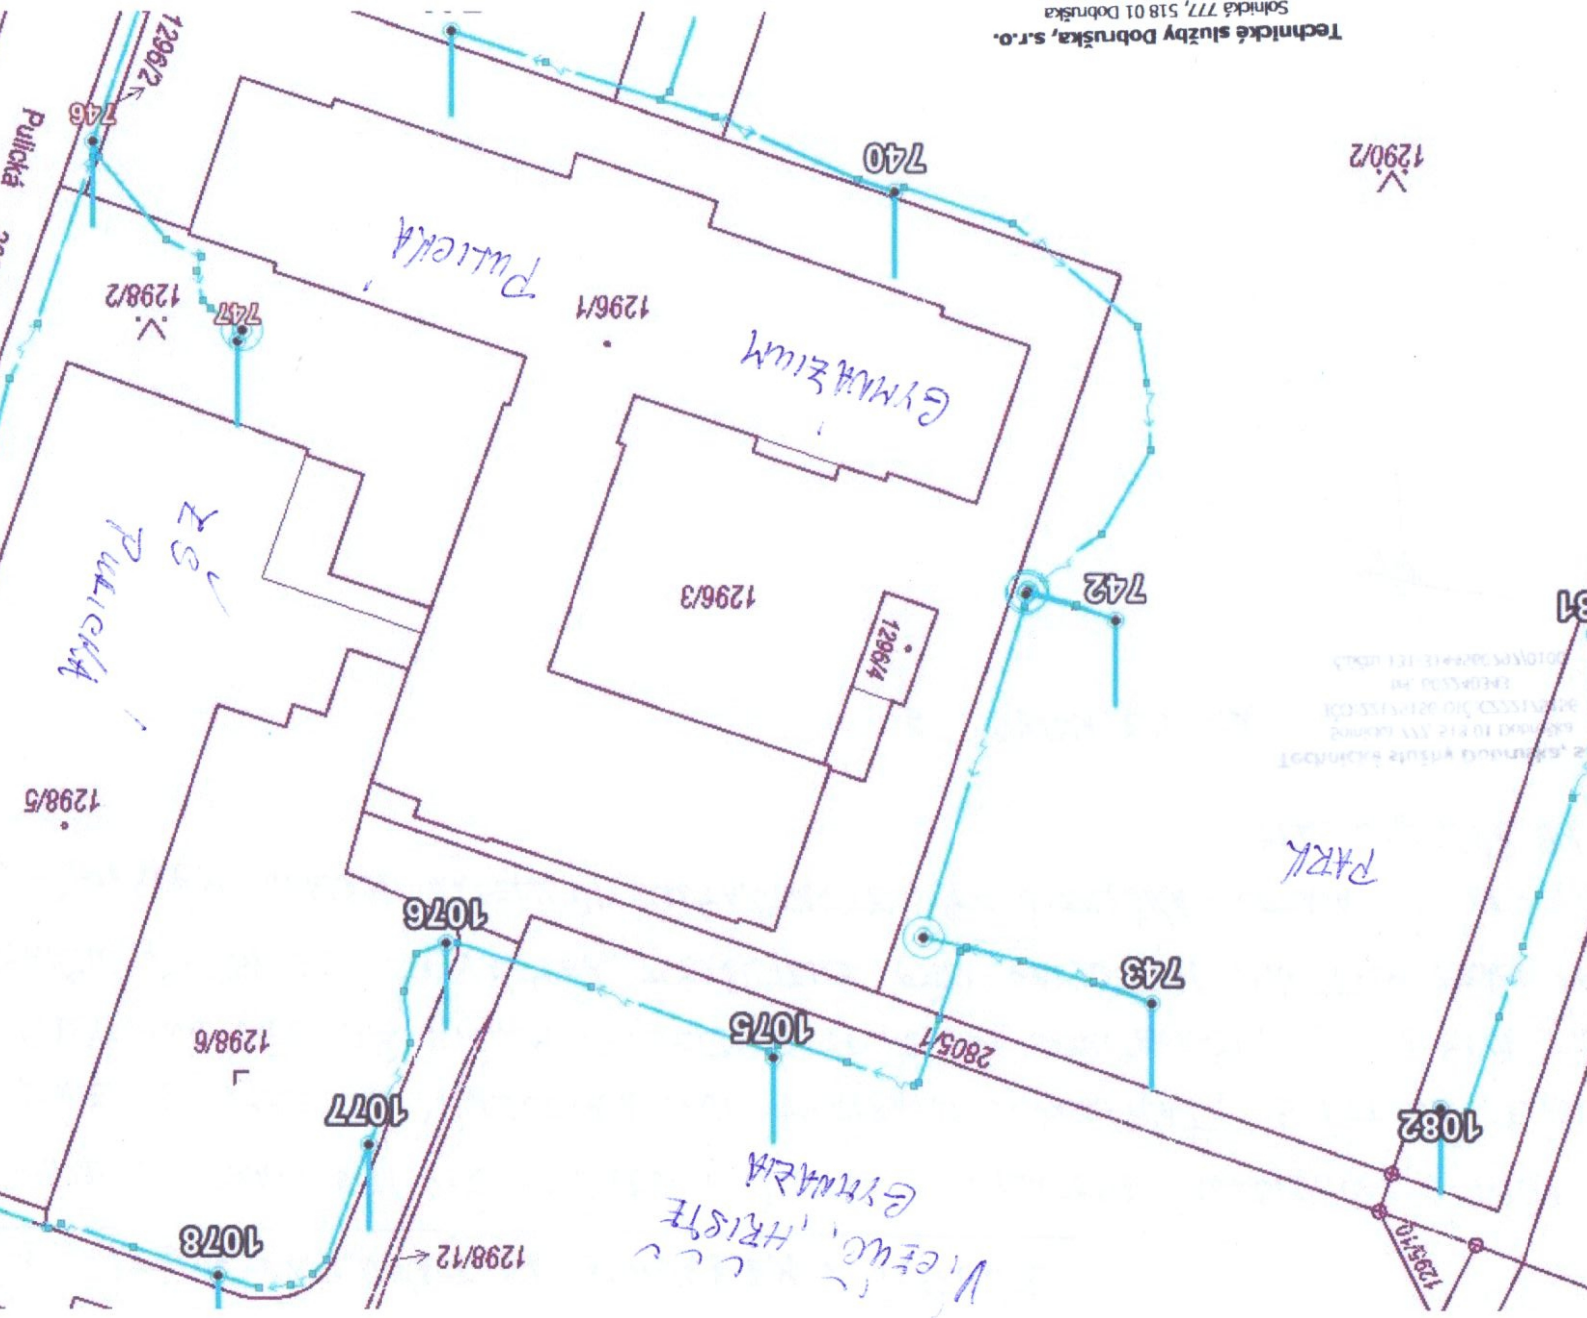 1295/10
1298/12
VÍCEÚČ. HŘIŠTĚ
GYMNÁZIA
1078
1082
1077
1075
2805/1
1298/6
743
1076
PARK
1298/5
1296/4
742
1296/3
ZŠ
PULICKÁ
GYMNÁZIUM
PULICKÁ
1296/1
747
1298/2
1290/2
740
Pulická
746
1296/2
Technické služby Dobruška, s.r.o.
Solnická 777, 518 01 Dobruška